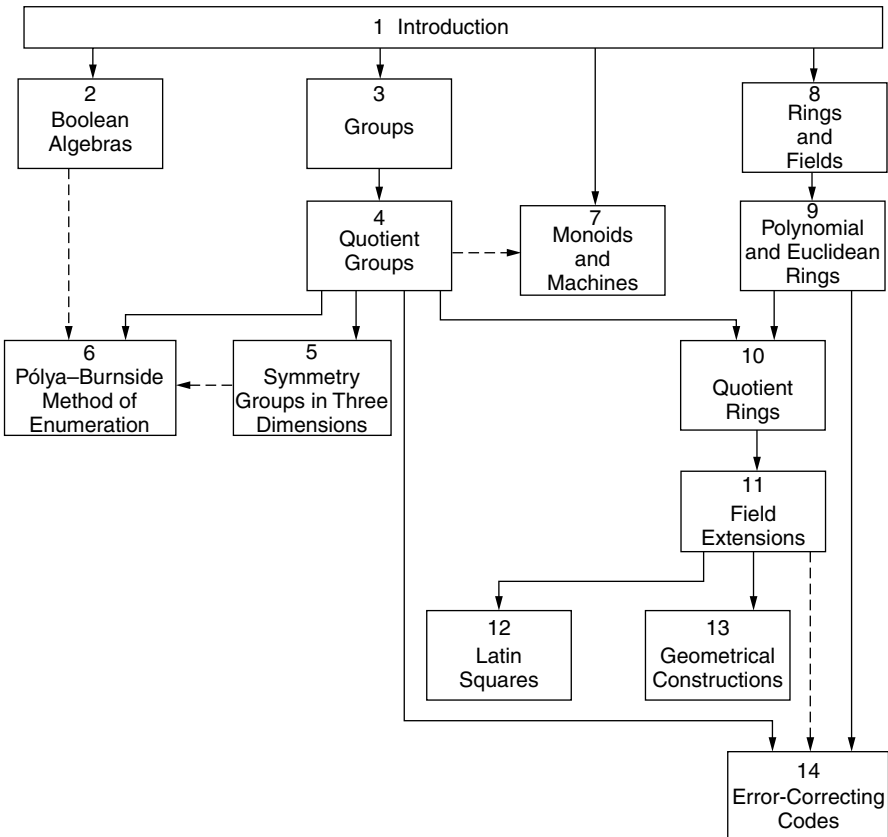 1 Introduction
2
Boolean
Algebras
3
Groups
8
Rings
and
Fields
4
Quotient
Groups
7
Monoids
and
Machines
9
Polynomial
and Euclidean
Rings
6
Pólya–Burnside
Method of
Enumeration
5
Symmetry
Groups in Three
Dimensions
10
Quotient
Rings
11
Field
Extensions
12
Latin
Squares
13
Geometrical
Constructions
14
Error-Correcting
Codes